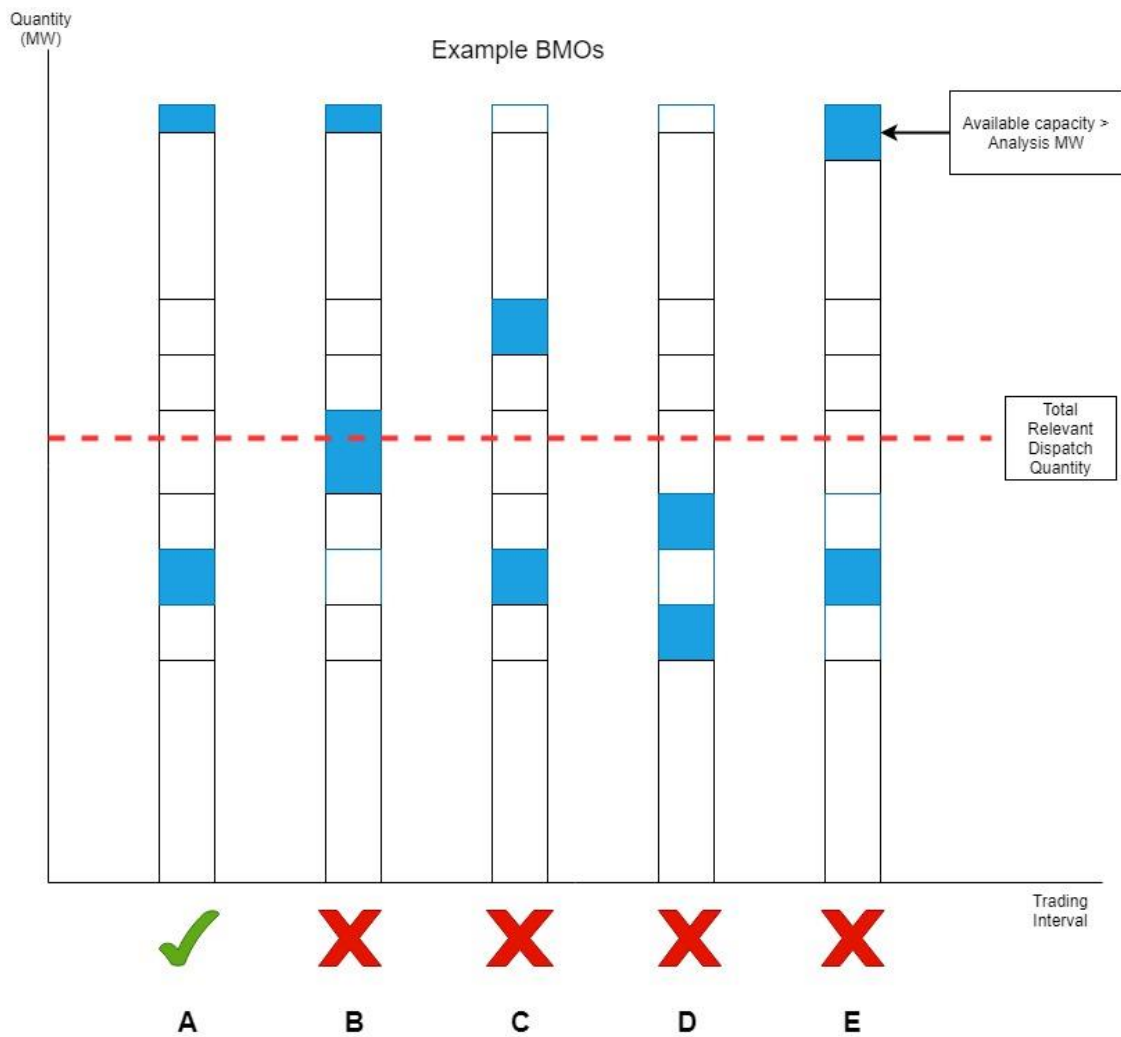 Quantity
(MW)
Example BMOs
Available capacity >
Analysis MW
Total
Relevant
Dispatch
Quantity
Trading
Interval
A
B
C
D
E